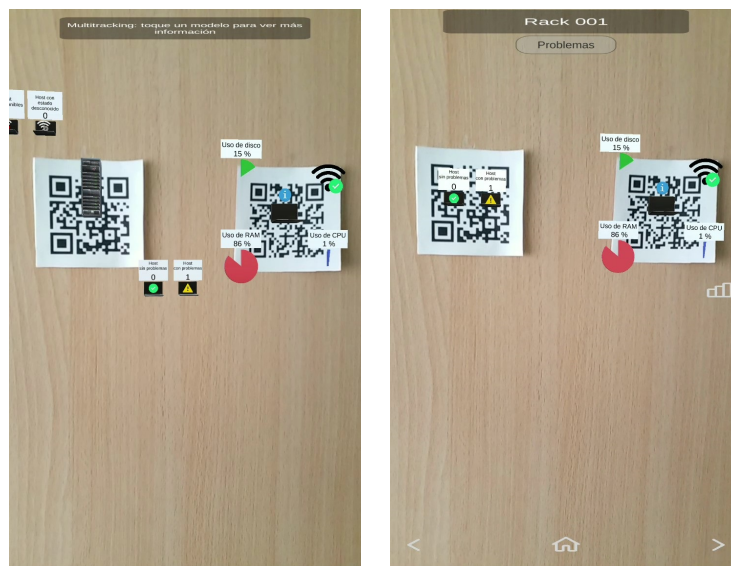 Multitracking: toque un modelo para ver más
información
Host con
estado
desconocido
0
Uso de disco
15 %
Uso de RAM
86 %
Uso de CPU
1 %
Host
sin problemas
0
Host
con problemas
1
Rack 001
Problemas
Uso de disco
15 %
Host
sin problemas
0
Host
con problemas
1
Uso de RAM
86 %
Uso de CPU
1 %